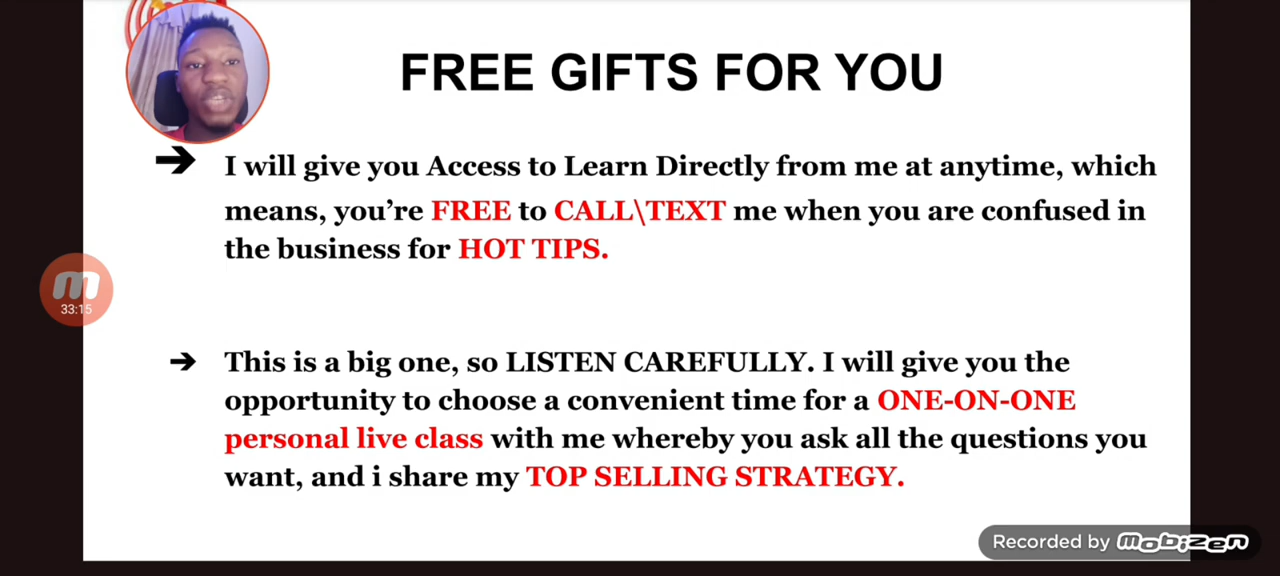 FREE GIFTS FOR YOU
I will give you Access to Learn Directly from me at anytime, which
means, you're FREE to CALL\TEXT me when you are confused in
the business for HOT TIPS.
33:15
This is a big one, so LISTEN CAREFULLY. I will give you the
opportunity to choose a convenient time for a ONE-ON-ONE
personal live class with me whereby you ask all the questions you
want, and i share my TOP SELLING STRATEGY.
Recorded by mobizen